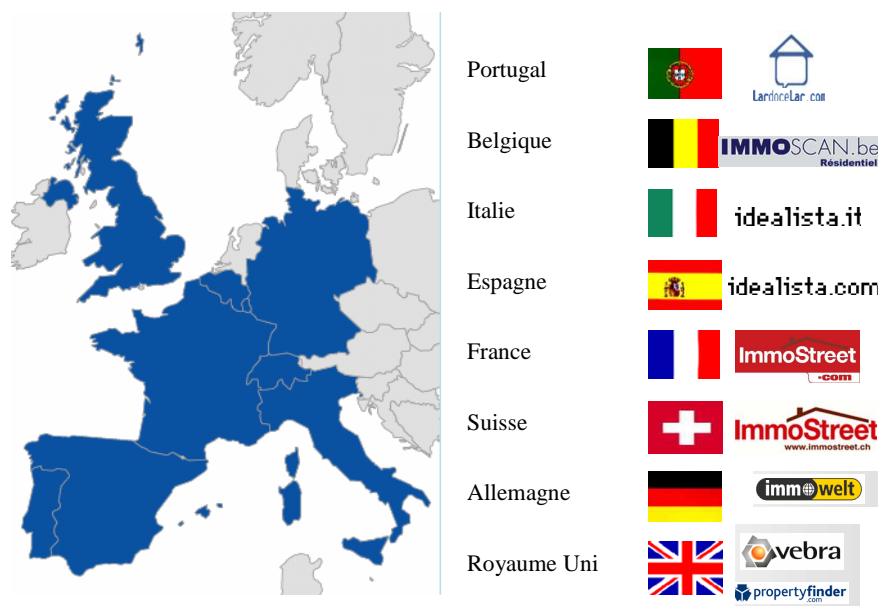 Portugal
LardoceLar.com
Belgique
IMMOSCAN.be
Résidentiel
Italie
idealista.it
Espagne
idealista.com
France
ImmoStreet
.com
Suisse
ImmoStreet
www.immostreet.ch
Allemagne
immowelt
Royaume Uni
vebra
propertyfinder
.com